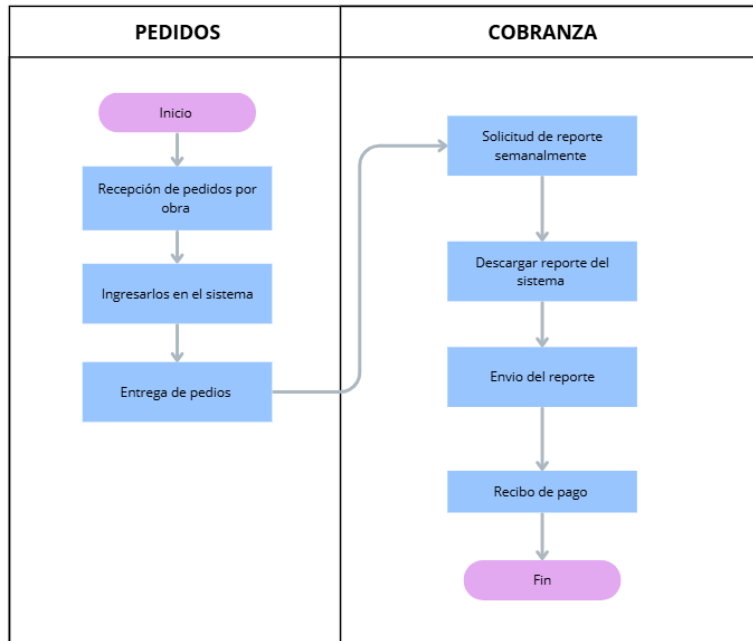 PEDIDOS
Inicio
Recepción de pedidos por
obra
Ingresarlos en el sistema
Entrega de pedios
COBRANZA
Solicitud de reporte
semanalmente
Descargar reporte del
sistema
Envio del reporte
Recibo de pago
Fin